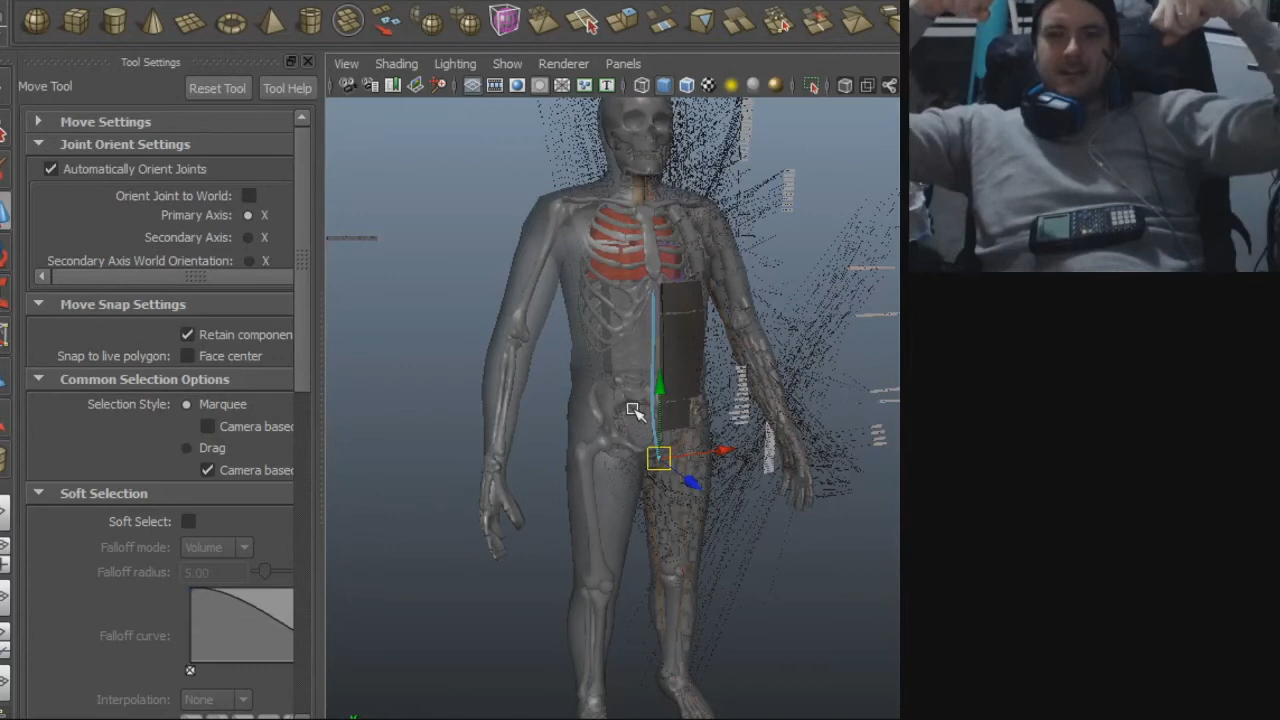 Tool Settings
View Shading Lighting Show Renderer Panels
Move Tool Reset Tool Tool Help
T
Move Settings
Joint Orient Settings
Automatically Orient Joints
Orient Joint to World:
Primary Axis: X
Secondary Axis: X
Secondary Axis World Orientation: X
Move Snap Settings
Retain componen
Snap to live polygon: Face center
Common Selection Options
Selection Style: Marquee
Camera based
Drag
Camera based
Soft Selection
Soft Select:
Falloff mode: Volume
Falloff radius: 5.00
Falloff curve:
Interpolation: None